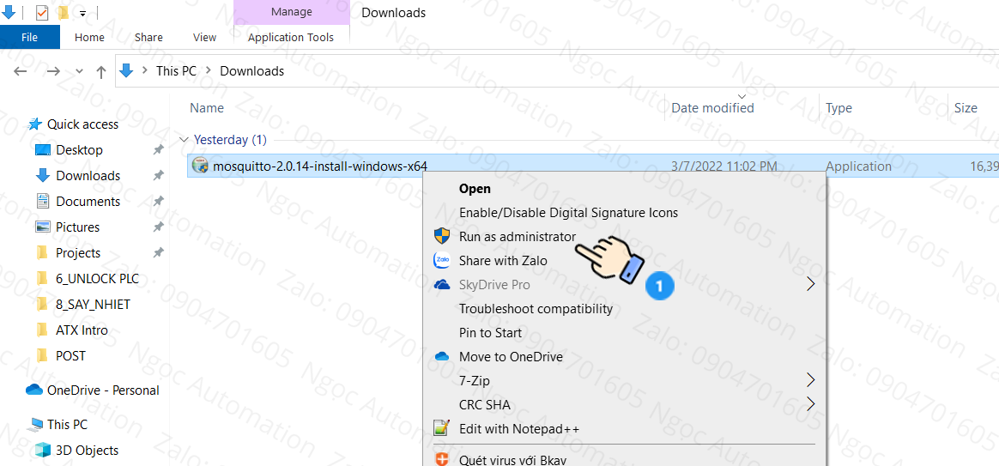 Manage
Downloads
File
Home
Share
View
Application Tools
This PC
Downloads
Name
Date modified
Type
Size
Quick access
Yesterday (1)
Desktop
mosquitto-2.0.14-install-windows-x64
3/7/2022 11:02 PM
Application
16,39
Downloads
Open
Documents
Enable/Disable Digital Signature Icons
Pictures
Run as administrator
Projects
Share with Zalo
6_UNLOCK PLC
SkyDrive Pro
1
8_SAY_NHIET
Troubleshoot compatibility
ATX Intro
Pin to Start
POST
Move to OneDrive
7-Zip
OneDrive - Personal
CRC SHA
This PC
Edit with Notepad++
3D Objects
Quét virus với Bkav
Zalo
Ngọc Automation Zalo: 0904701605